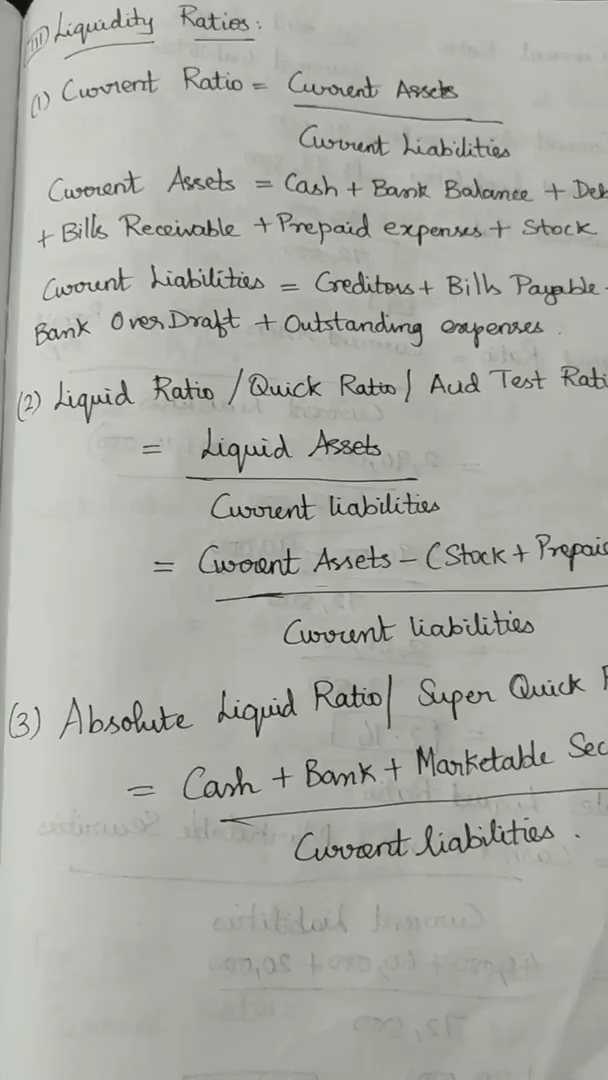 (III) Liquidity Ratios:
(1) Current Ratio = Current Assets
Current Liabilities
Current Assets = Cash + Bank Balance + Deb
+ Bills Receivable + Prepaid expenses + Stock
Current Liabilities = Creditors + Bills Payable +
Bank OverDraft + Outstanding expenses.
(2) Liquid Ratio / Quick Ratio / Acid Test Rati
= Liquid Assets
Current liabilities
= Current Assets - (Stock + Prepaid
Current liabilities
(3) Absolute Liquid Ratio / Super Quick R
= Cash + Bank + Marketable Sec
Current liabilities.